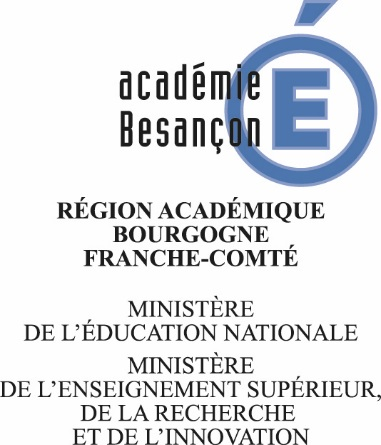 académie
Besançon
É
RÉGION ACADÉMIQUE
BOURGOGNE
FRANCHE-COMTÉ
MINISTÈRE
DE L’ÉDUCATION NATIONALE
MINISTÈRE
DE L’ENSEIGNEMENT SUPÉRIEUR,
DE LA RECHERCHE
ET DE L’INNOVATION